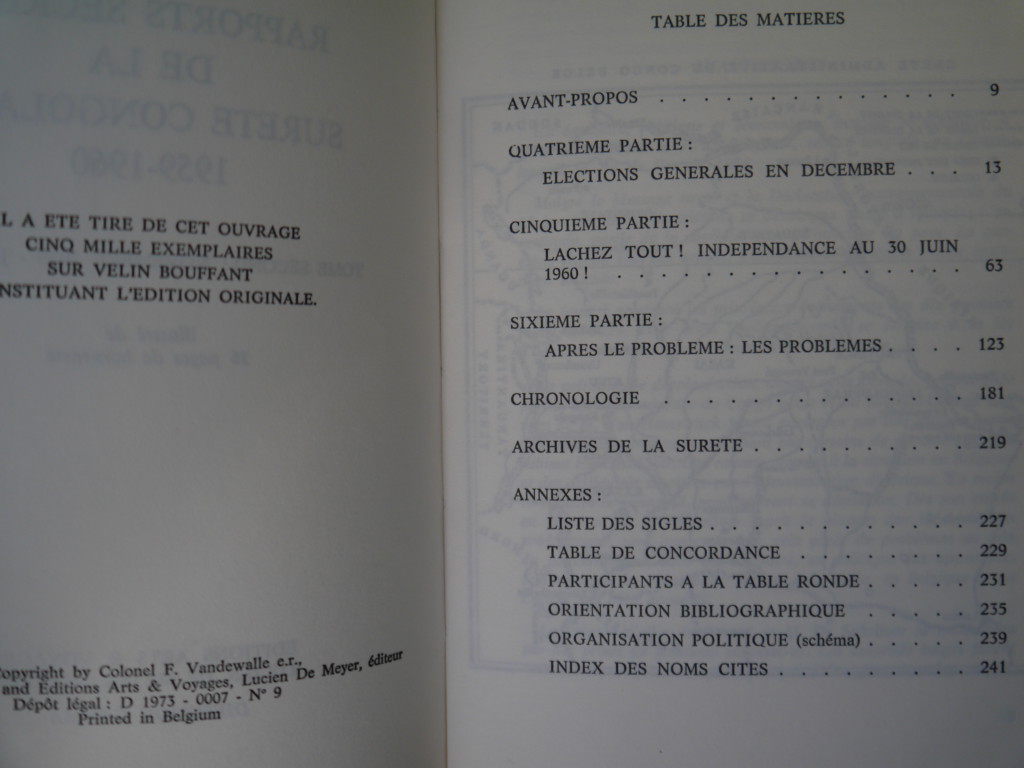 L A ETE TIRE DE CET OUVRAGE
CINQ MILLE EXEMPLAIRES
SUR VELIN BOUFFANT
NSTITUANT L'EDITION ORIGINALE.
opyright by Colonel F. Vandewalle e.r.,
and Editions Arts & Voyages, Lucien De Meyer, éditeur
Dépôt légal : D 1973 - 0007 - N° 9
Printed in Belgium
TABLE DES MATIERES
AVANT-PROPOS . . . . . . . . . . . . . . 9
QUATRIEME PARTIE :
ELECTIONS GENERALES EN DECEMBRE . . . 13
CINQUIEME PARTIE :
LACHEZ TOUT ! INDEPENDANCE AU 30 JUIN
1960 ! . . . . . . . . . . . . . . . . 63
SIXIEME PARTIE :
APRES LE PROBLEME : LES PROBLEMES . . . . 123
CHRONOLOGIE . . . . . . . . . . . . . . 181
ARCHIVES DE LA SURETE . . . . . . . . . . 219
ANNEXES :
LISTE DES SIGLES . . . . . . . . . . . . 227
TABLE DE CONCORDANCE . . . . . . . . 229
PARTICIPANTS A LA TABLE RONDE . . . . . 231
ORIENTATION BIBLIOGRAPHIQUE . . . . . 235
ORGANISATION POLITIQUE (schéma) . . . . . 239
INDEX DES NOMS CITES . . . . . . . . . 241